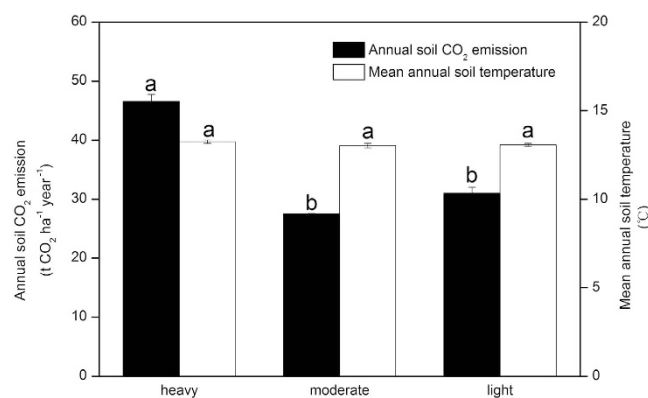 60
50
40
30
20
10
0
Annual soil CO₂ emission
(t CO₂ ha⁻¹ year⁻¹)
Annual soil CO₂ emission
Mean annual soil temperature
a
a
b
a
b
a
heavy
moderate
light
20
15
10
5
0
Mean annual soil temperature
(℃)